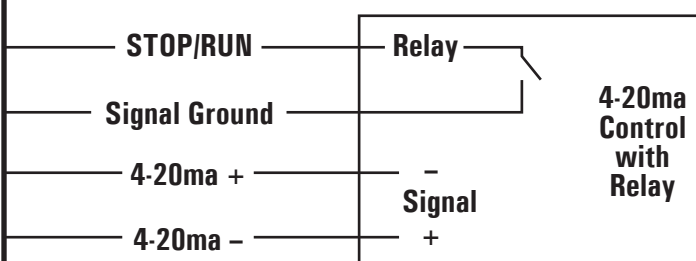 STOP/RUN Relay
Signal Ground
4-20ma +
–
Signal
4-20ma –
+
4-20ma
Control
with
Relay